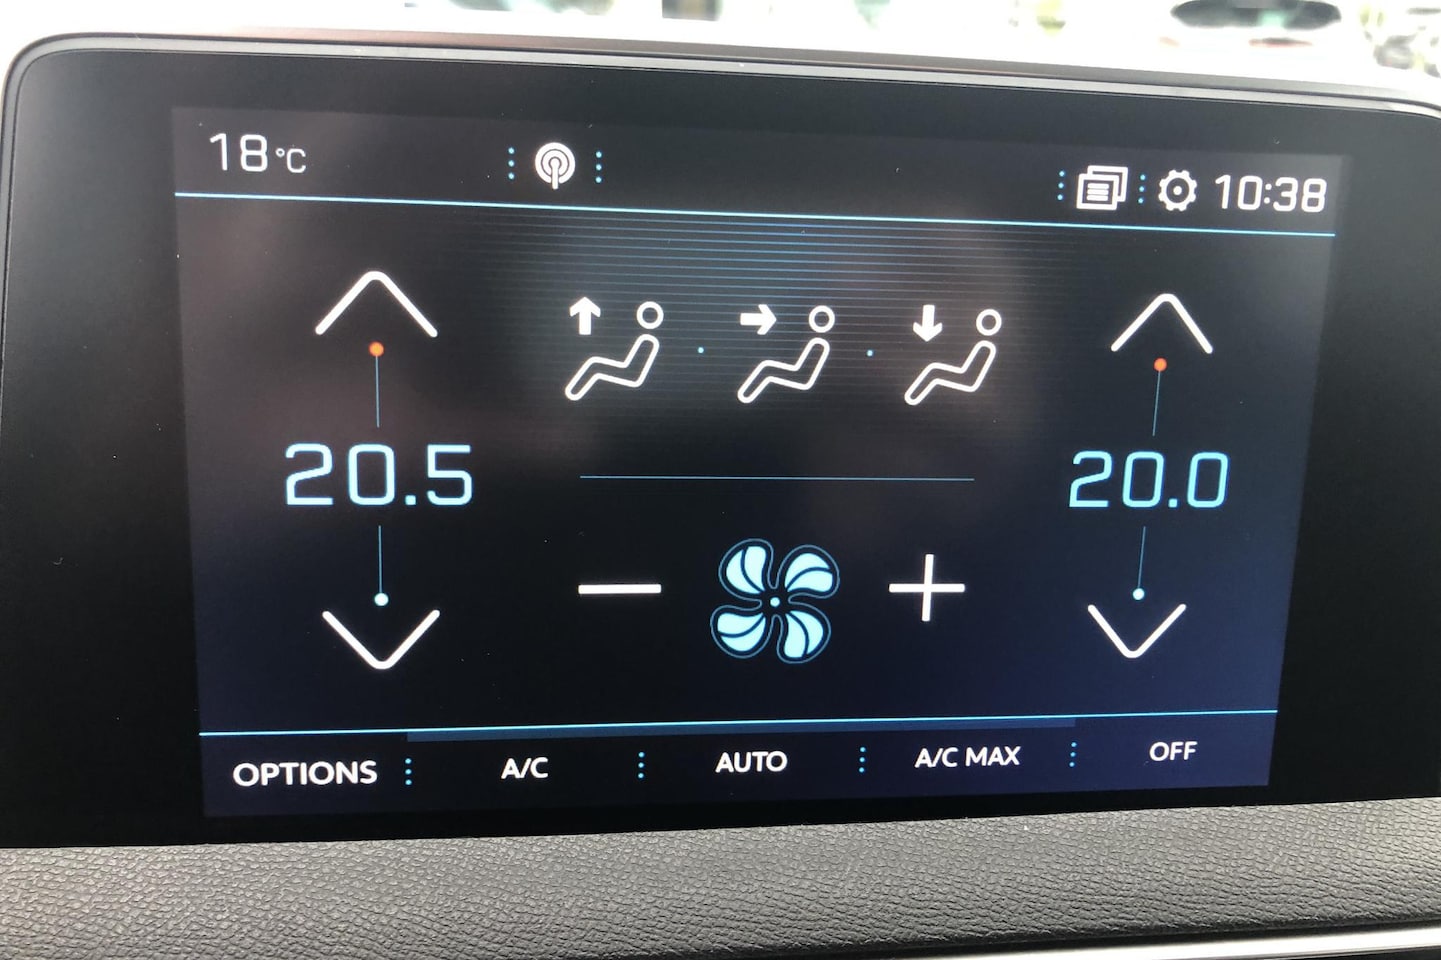 18°C
10:38
20.5
20.0
OPTIONS
A/C
AUTO
A/C MAX
OFF